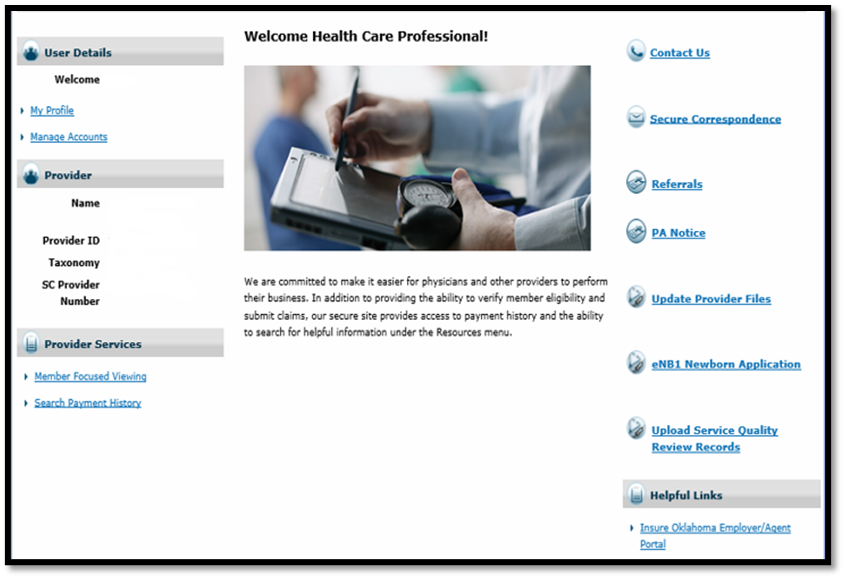 User Details
Welcome
My Profile
Manage Accounts
Provider
Name
Provider ID
Taxonomy
SC Provider
Number
Provider Services
Member Focused Viewing
Search Payment History
Welcome Health Care Professional!
We are committed to make it easier for physicians and other providers to perform
their business. In addition to providing the ability to verify member eligibility and
submit claims, our secure site provides access to payment history and the ability
to search for helpful information under the Resources menu.
Contact Us
Secure Correspondence
Referrals
PA Notice
Update Provider Files
eNB1 Newborn Application
Upload Service Quality
Review Records
Helpful Links
Insure Oklahoma Employer/Agent
Portal